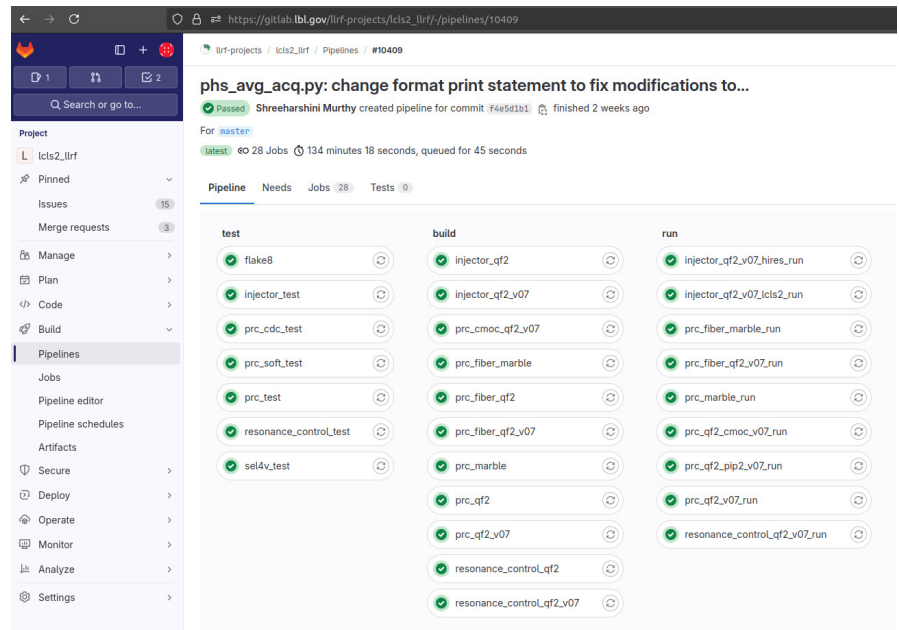 https://gitlab.lbl.gov/llrf-projects/lcls2_llrf/-/pipelines/10409
1
2
Search or go to...
Project
L lcls2_llrf
Pinned
Issues 15
Merge requests 3
Manage
Plan
Code
Build
Pipelines
Jobs
Pipeline editor
Pipeline schedules
Artifacts
Secure
Deploy
Operate
Monitor
Analyze
Settings
llrf-projects / lcls2_llrf / Pipelines / #10409
phs_avg_acq.py: change format print statement to fix modifications to...
Passed Shreeharshini Murthy created pipeline for commit f4e5d1b1 finished 2 weeks ago
For master
latest 28 Jobs 134 minutes 18 seconds, queued for 45 seconds
Pipeline Needs Jobs 28 Tests 0
test
flake8
injector_test
prc_cdc_test
prc_soft_test
prc_test
resonance_control_test
sel4v_test
build
injector_qf2
injector_qf2_v07
prc_cmoc_qf2_v07
prc_fiber_marble
prc_fiber_qf2
prc_fiber_qf2_v07
prc_marble
prc_qf2
prc_qf2_v07
resonance_control_qf2
resonance_control_qf2_v07
run
injector_qf2_v07_hires_run
injector_qf2_v07_lcls2_run
prc_fiber_marble_run
prc_fiber_qf2_v07_run
prc_marble_run
prc_qf2_cmoc_v07_run
prc_qf2_pip2_v07_run
prc_qf2_v07_run
resonance_control_qf2_v07_run